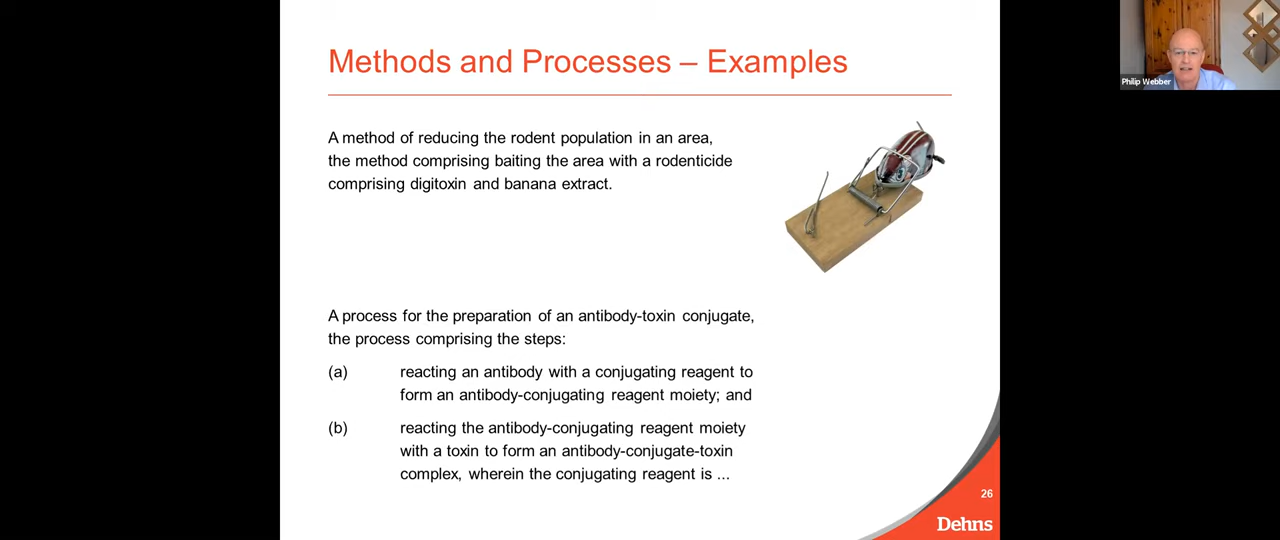 Methods and Processes – Examples
Philip Webber
A method of reducing the rodent population in an area,
the method comprising baiting the area with a rodenticide
comprising digitoxin and banana extract.
A process for the preparation of an antibody-toxin conjugate,
the process comprising the steps:
(a) reacting an antibody with a conjugating reagent to
form an antibody-conjugating reagent moiety; and
(b) reacting the antibody-conjugating reagent moiety
with a toxin to form an antibody-conjugate-toxin
complex, wherein the conjugating reagent is ...
26
Dehns